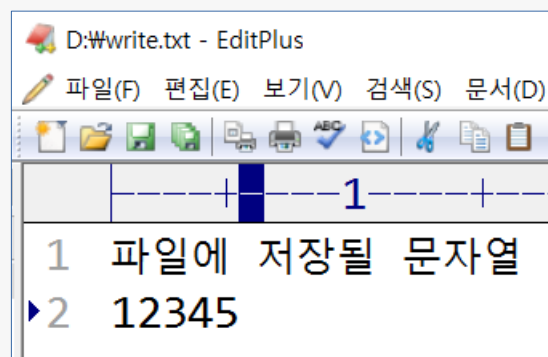 D:₩write.txt - EditPlus
파일(F) 편집(E) 보기(V) 검색(S) 문서(D)
ABC
1
1 파일에 저장될 문자열
2 12345